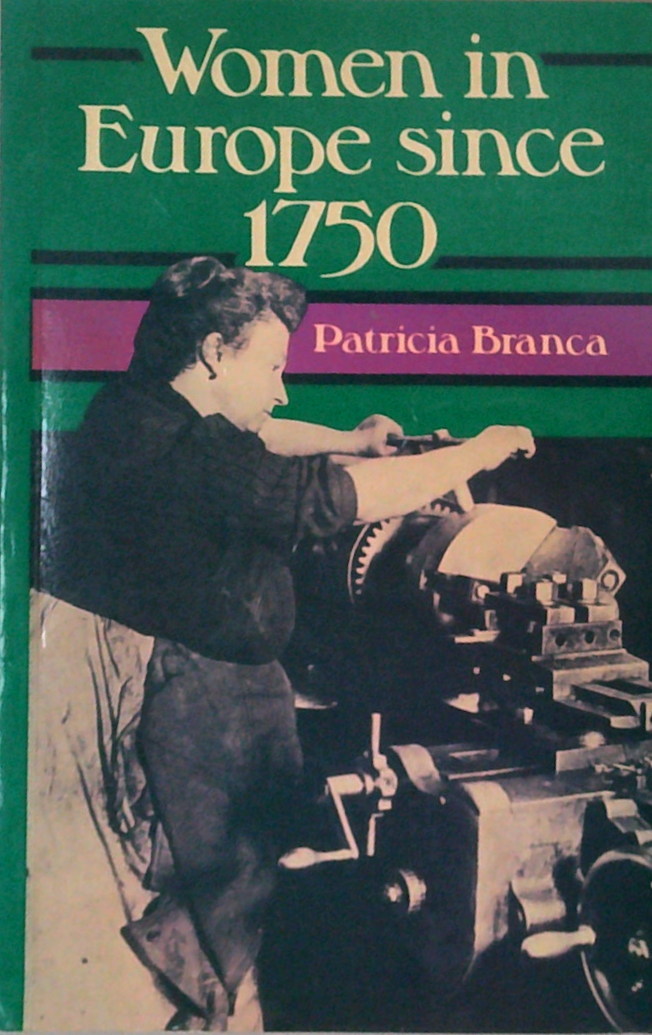 Women in
Europe since
1750
Patricia Branca